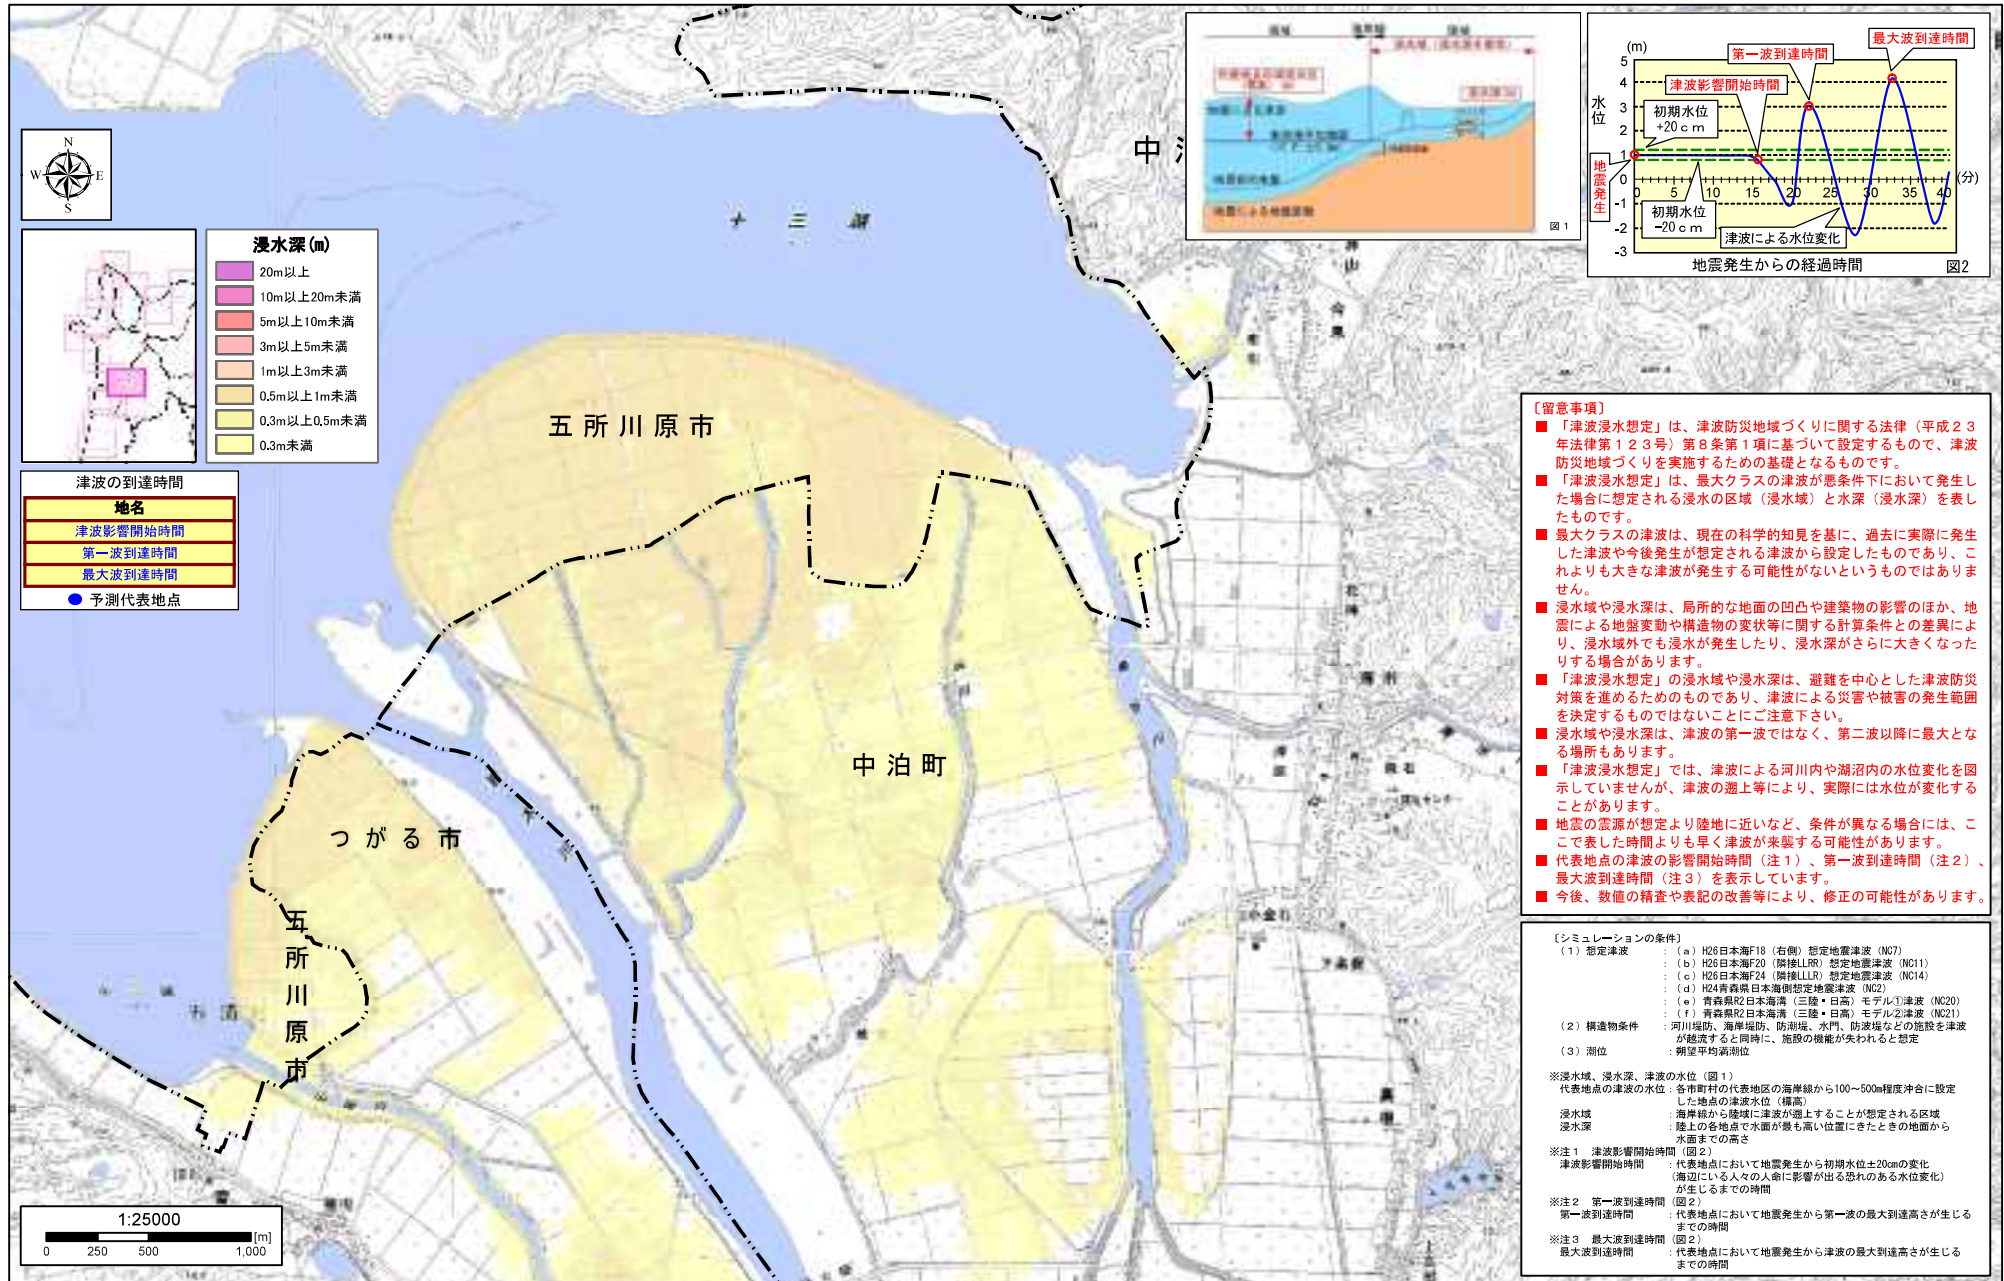 N
W
E
S
浸水深(m)
20m以上
10m以上20m未満
5m以上10m未満
3m以上5m未満
1m以上3m未満
0.5m以上1m未満
0.3m以上0.5m未満
0.3m未満
津波の到達時間
地名
津波影響開始時間
第一波到達時間
最大波到達時間
予測代表地点
十三湖
五所川原市
中泊町
つがる市
五所川原市
小金石
1:25000
[m]
0 250 500 1,000
図1
(m)
水位
5
4
3
2
1
0
-1
-2
-3
0 5 10 15 20 25 30 35 40
(分)
最大波到達時間
第一波到達時間
津波影響開始時間
初期水位
+20cm
地震発生
初期水位
-20cm
津波による水位変化
地震発生からの経過時間
図2
〔留意事項〕
■ 「津波浸水想定」は、津波防災地域づくりに関する法律（平成２３
年法律第１２３号）第８条第１項に基づいて設定するもので、津波
防災地域づくりを実施するための基礎となるものです。
■ 「津波浸水想定」は、最大クラスの津波が悪条件下において発生し
た場合に想定される浸水の区域（浸水域）と水深（浸水深）を表し
たものです。
■ 最大クラスの津波は、現在の科学的知見を基に、過去に実際に発生
した津波や今後発生が想定される津波から設定したものであり、こ
れよりも大きな津波が発生する可能性がないというものではありま
せん。
■ 浸水域や浸水深は、局所的な地面の凹凸や建築物の影響のほか、地
震による地盤変動や構造物の変状等に関する計算条件との差異によ
り、浸水域外でも浸水が発生したり、浸水深がさらに大きくなった
りする場合があります。
■ 「津波浸水想定」の浸水域や浸水深は、避難を中心とした津波防災
対策を進めるためのものであり、津波による災害や被害の発生範囲
を決定するものではないことにご注意下さい。
■ 浸水域や浸水深は、津波の第一波ではなく、第二波以降に最大とな
る場所もあります。
■ 「津波浸水想定」では、津波による河川内や湖沼内の水位変化を図
示していませんが、津波の遡上等により、実際には水位が変化する
ことがあります。
■ 地震の震源が想定より陸地に近いなど、条件が異なる場合には、こ
こで表した時間よりも早く津波が来襲する可能性があります。
■ 代表地点の津波の影響開始時間（注１）、第一波到達時間（注２）、
最大波到達時間（注３）を表示しています。
■ 今後、数値の精査や表記の改善等により、修正の可能性があります。
〔シミュレーションの条件〕
（１）想定津波 ：（a）H26日本海F18（右側）想定地震津波（NC7）
：（b）H26日本海F20（隣接LLRR）想定地震津波（NC11）
：（c）H26日本海F24（隣接LLLR）想定地震津波（NC14）
：（d）H24青森県日本海側想定地震津波（NC2）
：（e）青森県R2日本海溝（三陸・日高）モデル①津波（NC20）
：（f）青森県R2日本海溝（三陸・日高）モデル②津波（NC21）
（２）構造物条件 ：河川堤防、海岸堤防、防潮堤、水門、防波堤などの施設を津波
が越流すると同時に、施設の機能が失われると想定
（３）潮位 ：朔望平均満潮位
※浸水域、浸水深、津波の水位（図１）
代表地点の津波の水位：各市町村の代表地区の海岸線から100～500m程度沖合に設定
した地点の津波水位（標高）
浸水域 ：海岸線から陸域に津波が遡上することが想定される区域
浸水深 ：陸上の各地点で水面が最も高い位置にきたときの地面から
水面までの高さ
※注１ 津波影響開始時間（図２）
津波影響開始時間 ：代表地点において地震発生から初期水位±20cmの変化
（海辺にいる人々の人命に影響が出る恐れのある水位変化）
が生じるまでの時間
※注２ 第一波到達時間（図２）
第一波到達時間 ：代表地点において地震発生から第一波の最大到達高さが生じる
までの時間
※注３ 最大波到達時間（図２）
最大波到達時間 ：代表地点において地震発生から津波の最大到達高さが生じる
までの時間